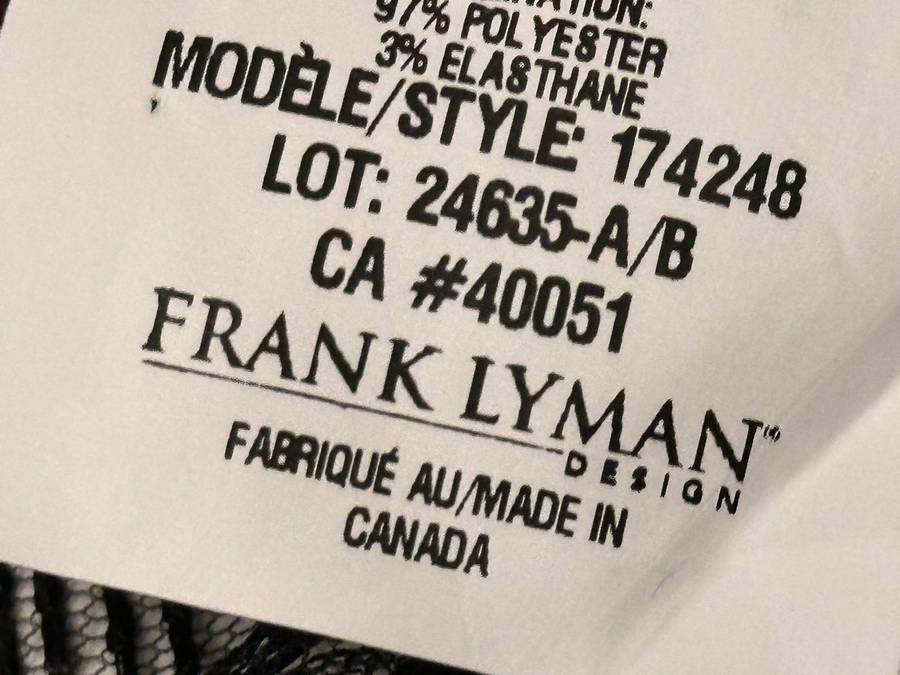 97% POLYESTER
3% ELASTHANE
MODÈLE/STYLE: 174248
LOT: 24635-A/B
CA #40051
FRANK LYMAN
DESIGN
FABRIQUÉ AU/MADE IN
CANADA